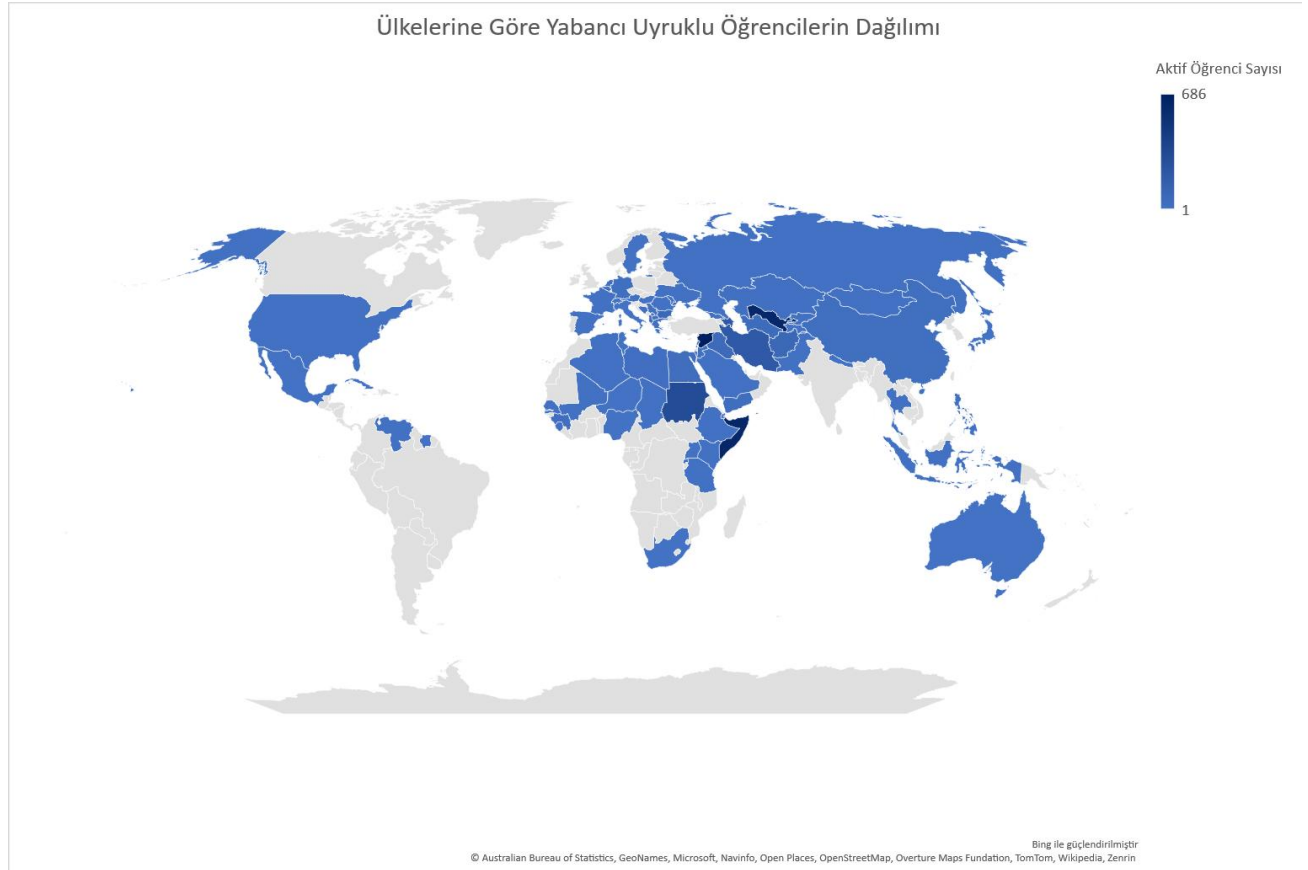 Ülkelerine Göre Yabancı Uyruklu Öğrencilerin Dağılımı
Aktif Öğrenci Sayısı
686
1
Bing ile güçlendirilmiştir
© Australian Bureau of Statistics, GeoNames, Microsoft, Navinfo, Open Places, OpenStreetMap, Overture Maps Fundation, TomTom, Wikipedia, Zenrin